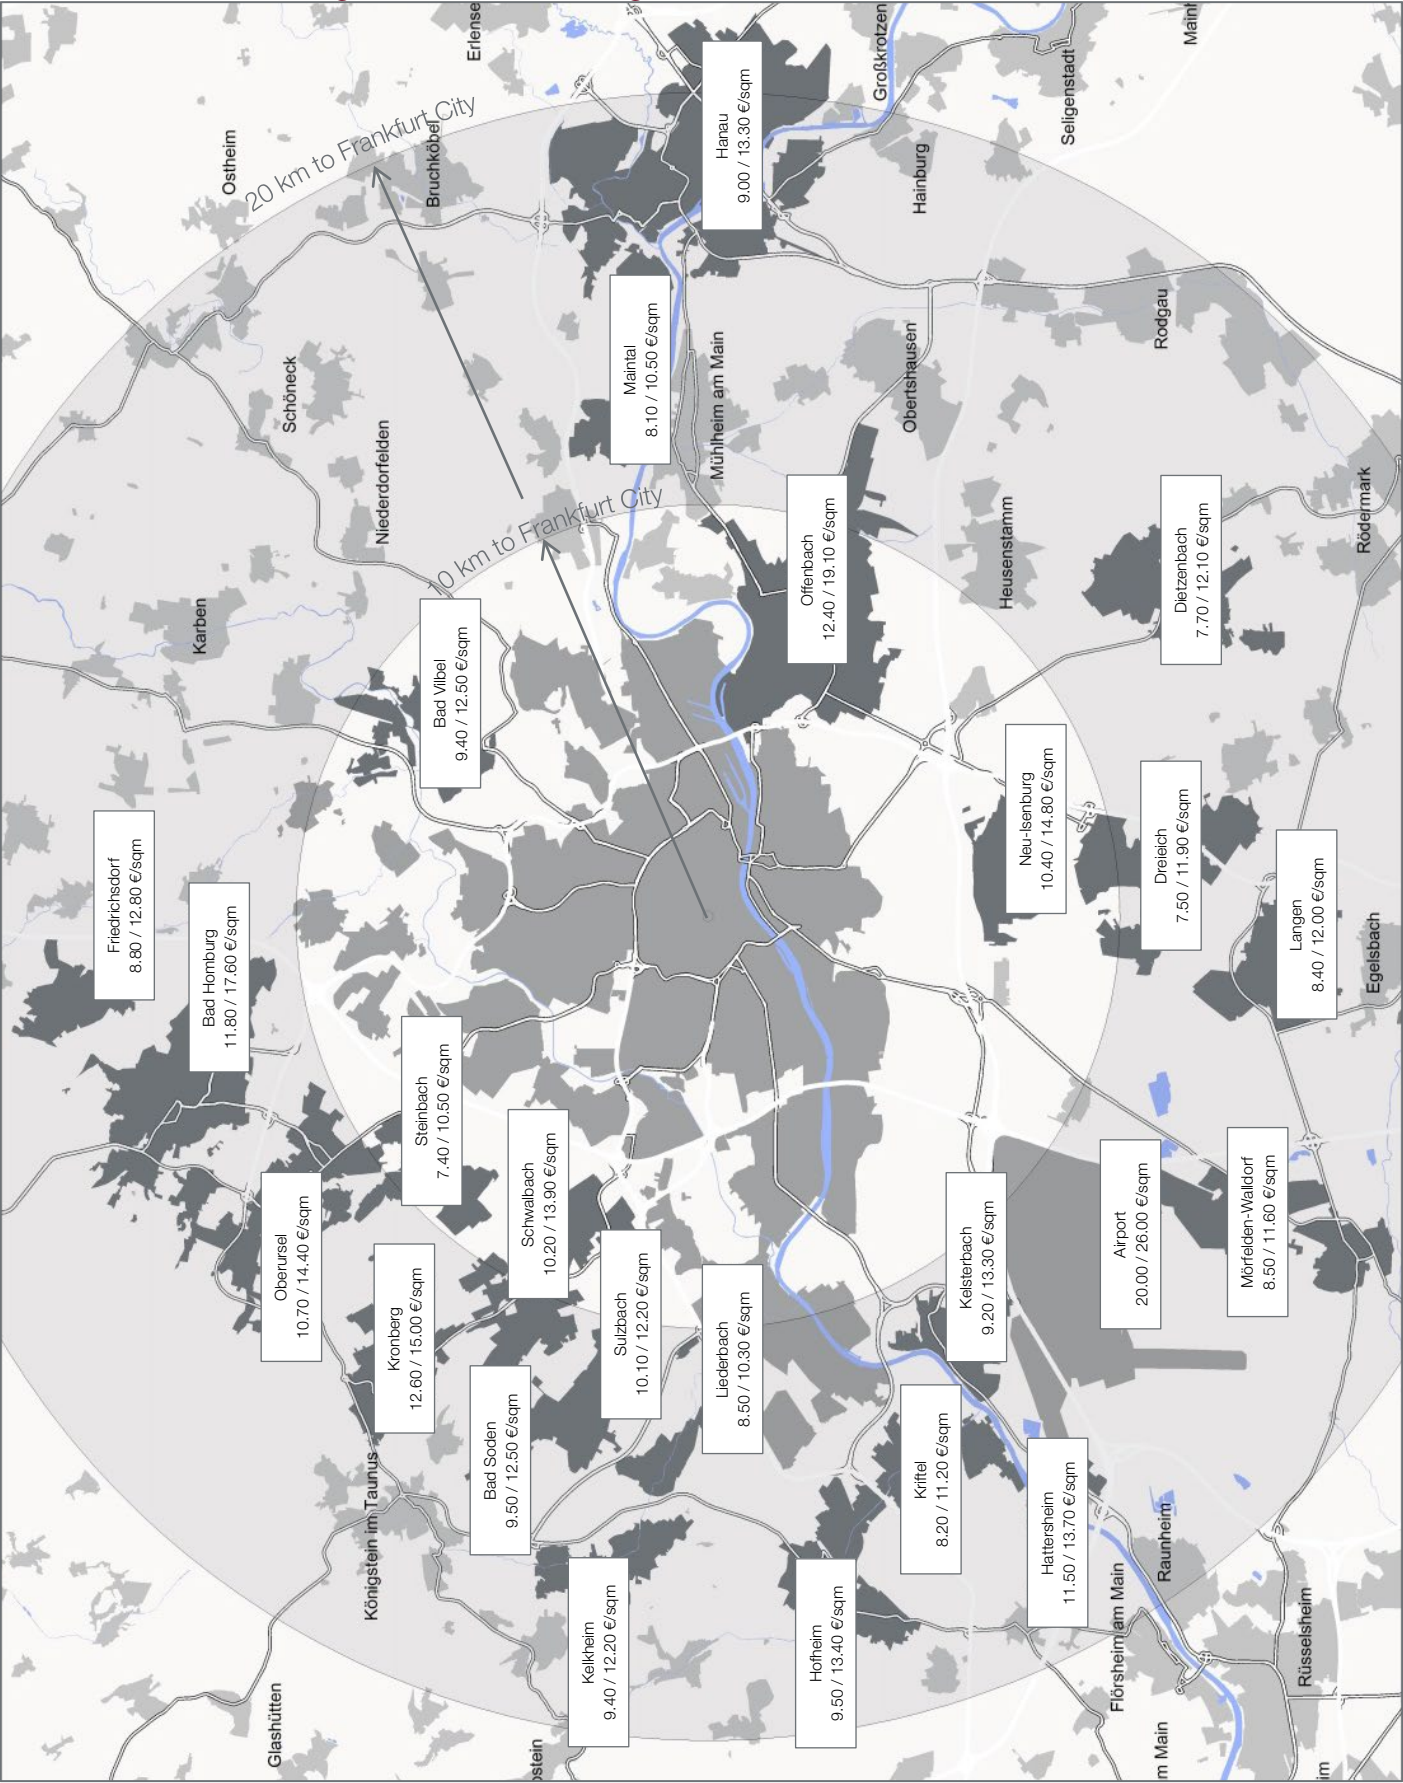 Friedrichsdorf
8.80 / 12.80 €/sqm
Karben
Ostheim
20 km to Frankfurt City
Bad Homburg
11.80 / 17.60 €/sqm
Glashütten
Oberursel
10.70 / 14.40 €/sqm
Schöneck
Königstein im Taunus
Kronberg
12.60 / 15.00 €/sqm
Niederdorfelden
Steinbach
7.40 / 10.50 €/sqm
Bad Vilbel
9.40 / 12.50 €/sqm
Bruchköbel
Erlense
Bad Soden
9.50 / 12.50 €/sqm
Schwalbach
10.20 / 13.90 €/sqm
10 km to Frankfurt City
stein
Kelkheim
9.40 / 12.20 €/sqm
Sulzbach
10.10 / 12.20 €/sqm
Maintal
8.10 / 10.50 €/sqm
Liederbach
8.50 / 10.30 €/sqm
Mühlheim am Main
Hanau
9.00 / 13.30 €/sqm
Hofheim
9.50 / 13.40 €/sqm
Offenbach
12.40 / 19.10 €/sqm
Großkrotzen
Kriftel
8.20 / 11.20 €/sqm
Obertshausen
Hainburg
Kelsterbach
9.20 / 13.30 €/sqm
Heusenstamm
Neu-Isenburg
10.40 / 14.80 €/sqm
Hattersheim
11.50 / 13.70 €/sqm
Seligenstadt
Flörsheim am Main
Airport
20.00 / 26.00 €/sqm
m Main
Raunheim
Dreieich
7.50 / 11.90 €/sqm
Dietzenbach
7.70 / 12.10 €/sqm
Rodgau
Mainh
Mörfelden-Walldorf
8.50 / 11.60 €/sqm
Langen
8.40 / 12.00 €/sqm
Rüsselsheim
im
Egelsbach
Rödermark